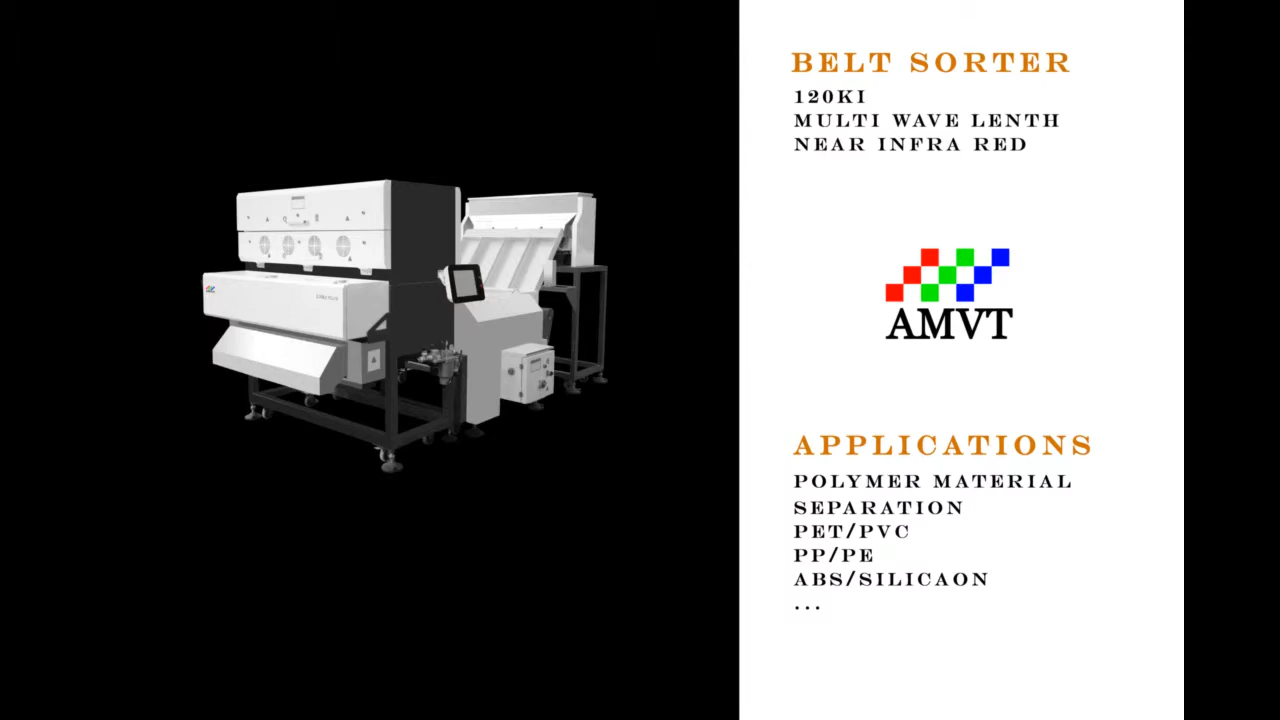 BELT SORTER
120KI
MULTI WAVE LENTH
NEAR INFRA RED
AMVT
APPLICATIONS
POLYMER MATERIAL
SEPARATION
PET/PVC
PP/PE
ABS/SILICAON
...